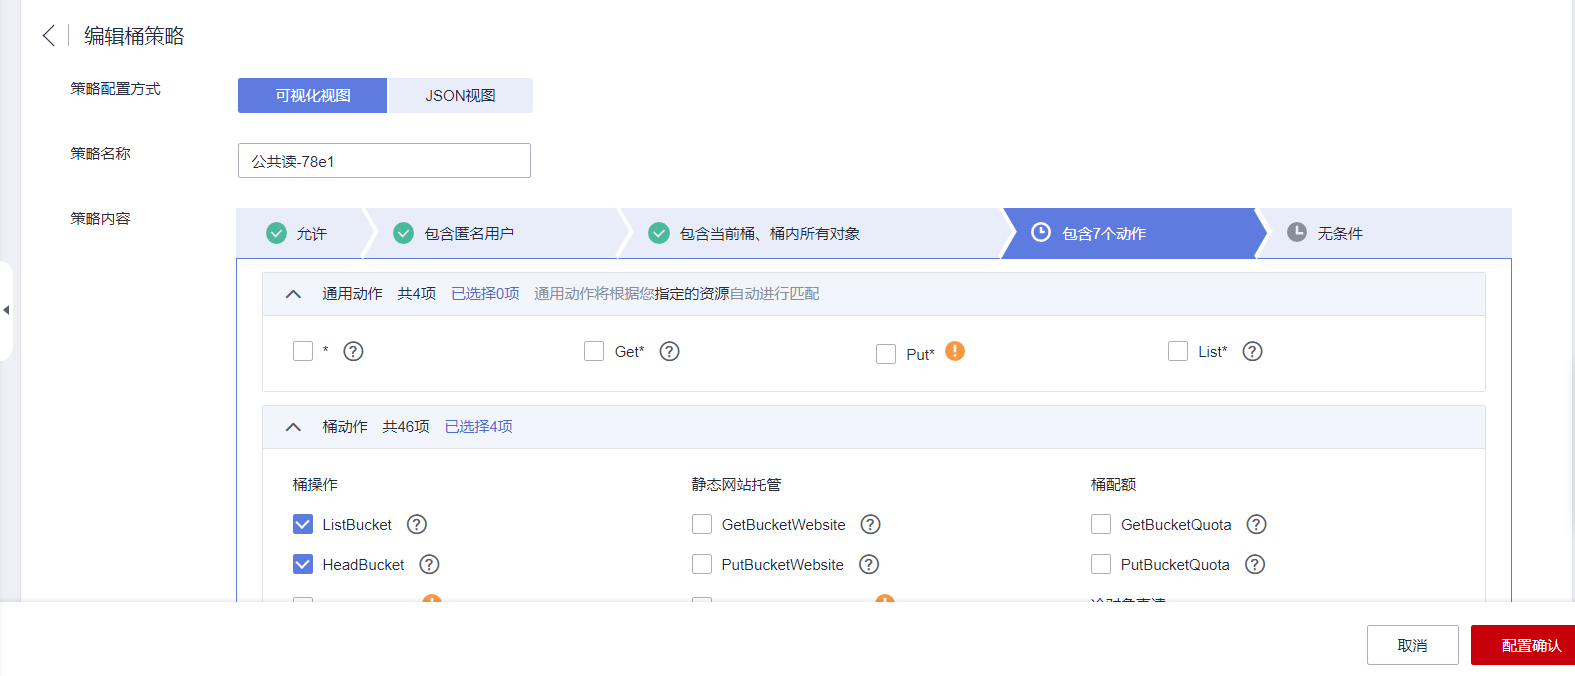 编辑桶策略
策略配置方式
可视化视图 JSON视图
策略名称
公共读-78e1
策略内容
允许 包含匿名用户 包含当前桶、桶内所有对象 包含7个动作 无条件
通用动作 共4项 已选择0项 通用动作将根据您指定的资源自动进行匹配
* Get* Put* List*
桶动作 共46项 已选择4项
桶操作 静态网站托管 桶配额
ListBucket GetBucketWebsite GetBucketQuota
HeadBucket PutBucketWebsite PutBucketQuota
取消 配置确认